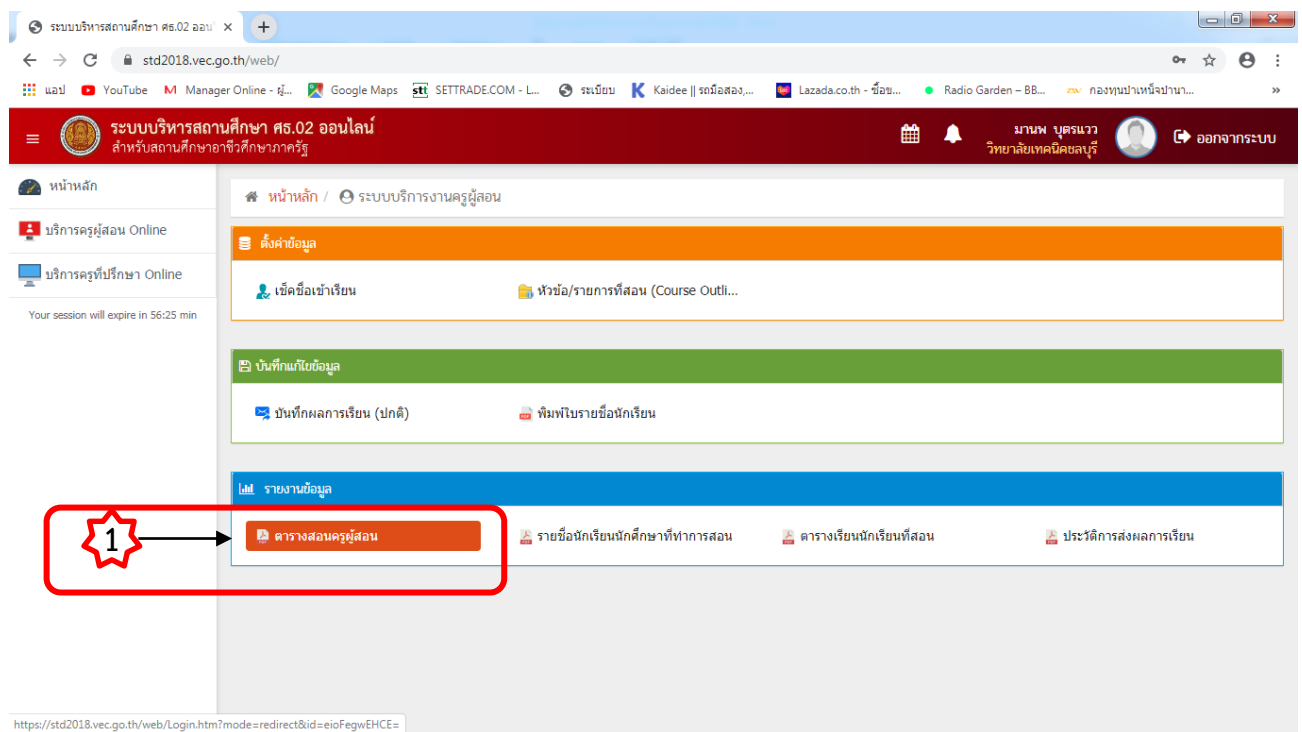 ระบบบริหารสถานศึกษา ศธ.02 ออน
std2018.vec.go.th/web/
แอป YouTube Manager Online - ผู้... Google Maps stt SETTRADE.COM - L... ระเบียบ Kaidee || รถมือสอง,... Lazada.co.th - ซื้อข... Radio Garden – BB... กองทุนป่าเหน็จปานา... »
ระบบบริหารสถานศึกษา ศธ.02 ออนไลน์
สำหรับสถานศึกษาอาชีวศึกษาภาครัฐ
มานพ บุตรแวว
วิทยาลัยเทคนิคชลบุรี
ออกจากระบบ
หน้าหลัก
บริการครูผู้สอน Online
บริการครูที่ปรึกษา Online
Your session will expire in 56:25 min
หน้าหลัก / ระบบบริการงานครูผู้สอน
ตั้งค่าข้อมูล
เช็คชื่อเข้าเรียน หัวข้อ/รายการที่สอน (Course Outli...
บันทึกแก้ไขข้อมูล
บันทึกผลการเรียน (ปกติ) พิมพ์ใบรายชื่อนักเรียน
รายงานข้อมูล
1
ตารางสอนครูผู้สอน รายชื่อนักเรียนนักศึกษาที่ทำการสอน ตารางเรียนนักเรียนที่สอน ประวัติการส่งผลการเรียน
https://std2018.vec.go.th/web/Login.htm?mode=redirect&id=eioFegwEHCE=